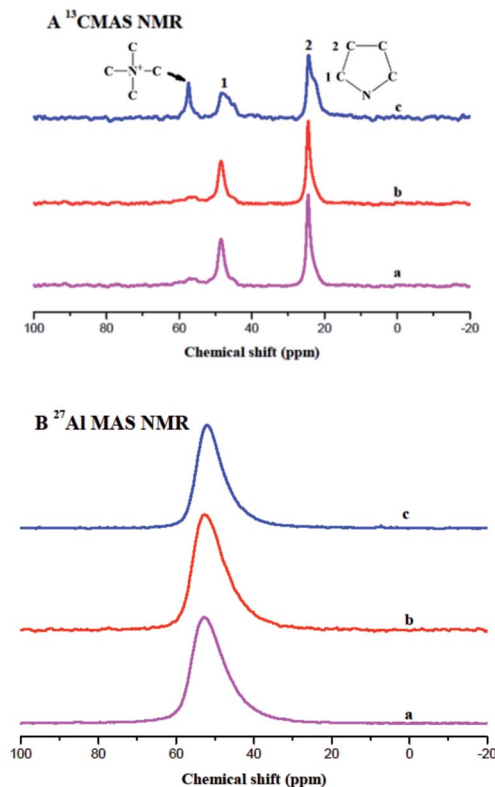 A ¹³CMAS NMR
C
C—N⁺—C
C
1
2
2 C C
1 C C
N
c
b
a
100 80 60 40 20 0 -20
Chemical shift (ppm)
B ²⁷Al MAS NMR
c
b
a
100 80 60 40 20 0 -20
Chemical shift (ppm)